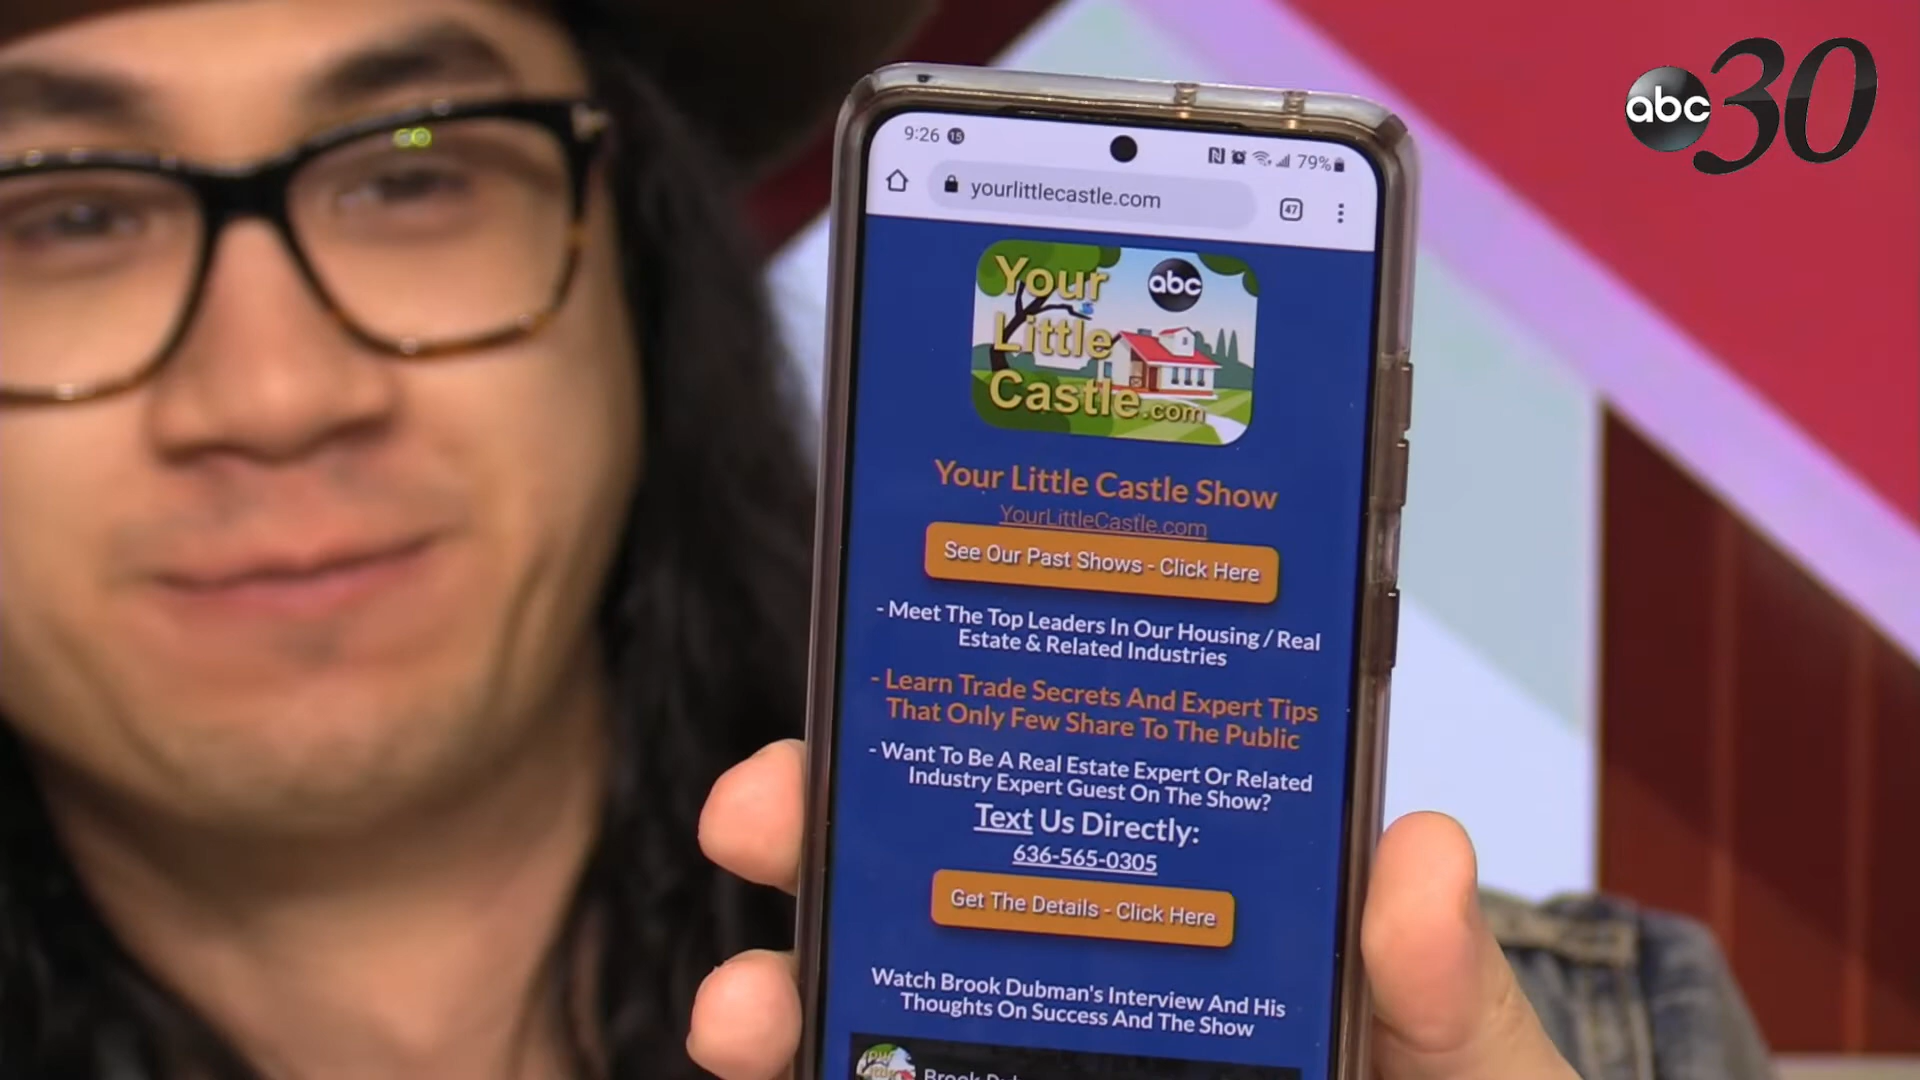 abc 30
9:26 15
79%
yourlittlecastle.com
47
Your
abc
Little
Castle.com
Your Little Castle Show
YourLittleCastle.com
See Our Past Shows - Click Here
- Meet The Top Leaders In Our Housing / Real
Estate & Related Industries
- Learn Trade Secrets And Expert Tips
That Only Few Share To The Public
- Want To Be A Real Estate Expert Or Related
Industry Expert Guest On The Show?
Text Us Directly:
636-565-0305
Get The Details - Click Here
Watch Brook Dubman's Interview And His
Thoughts On Success And The Show
Brook